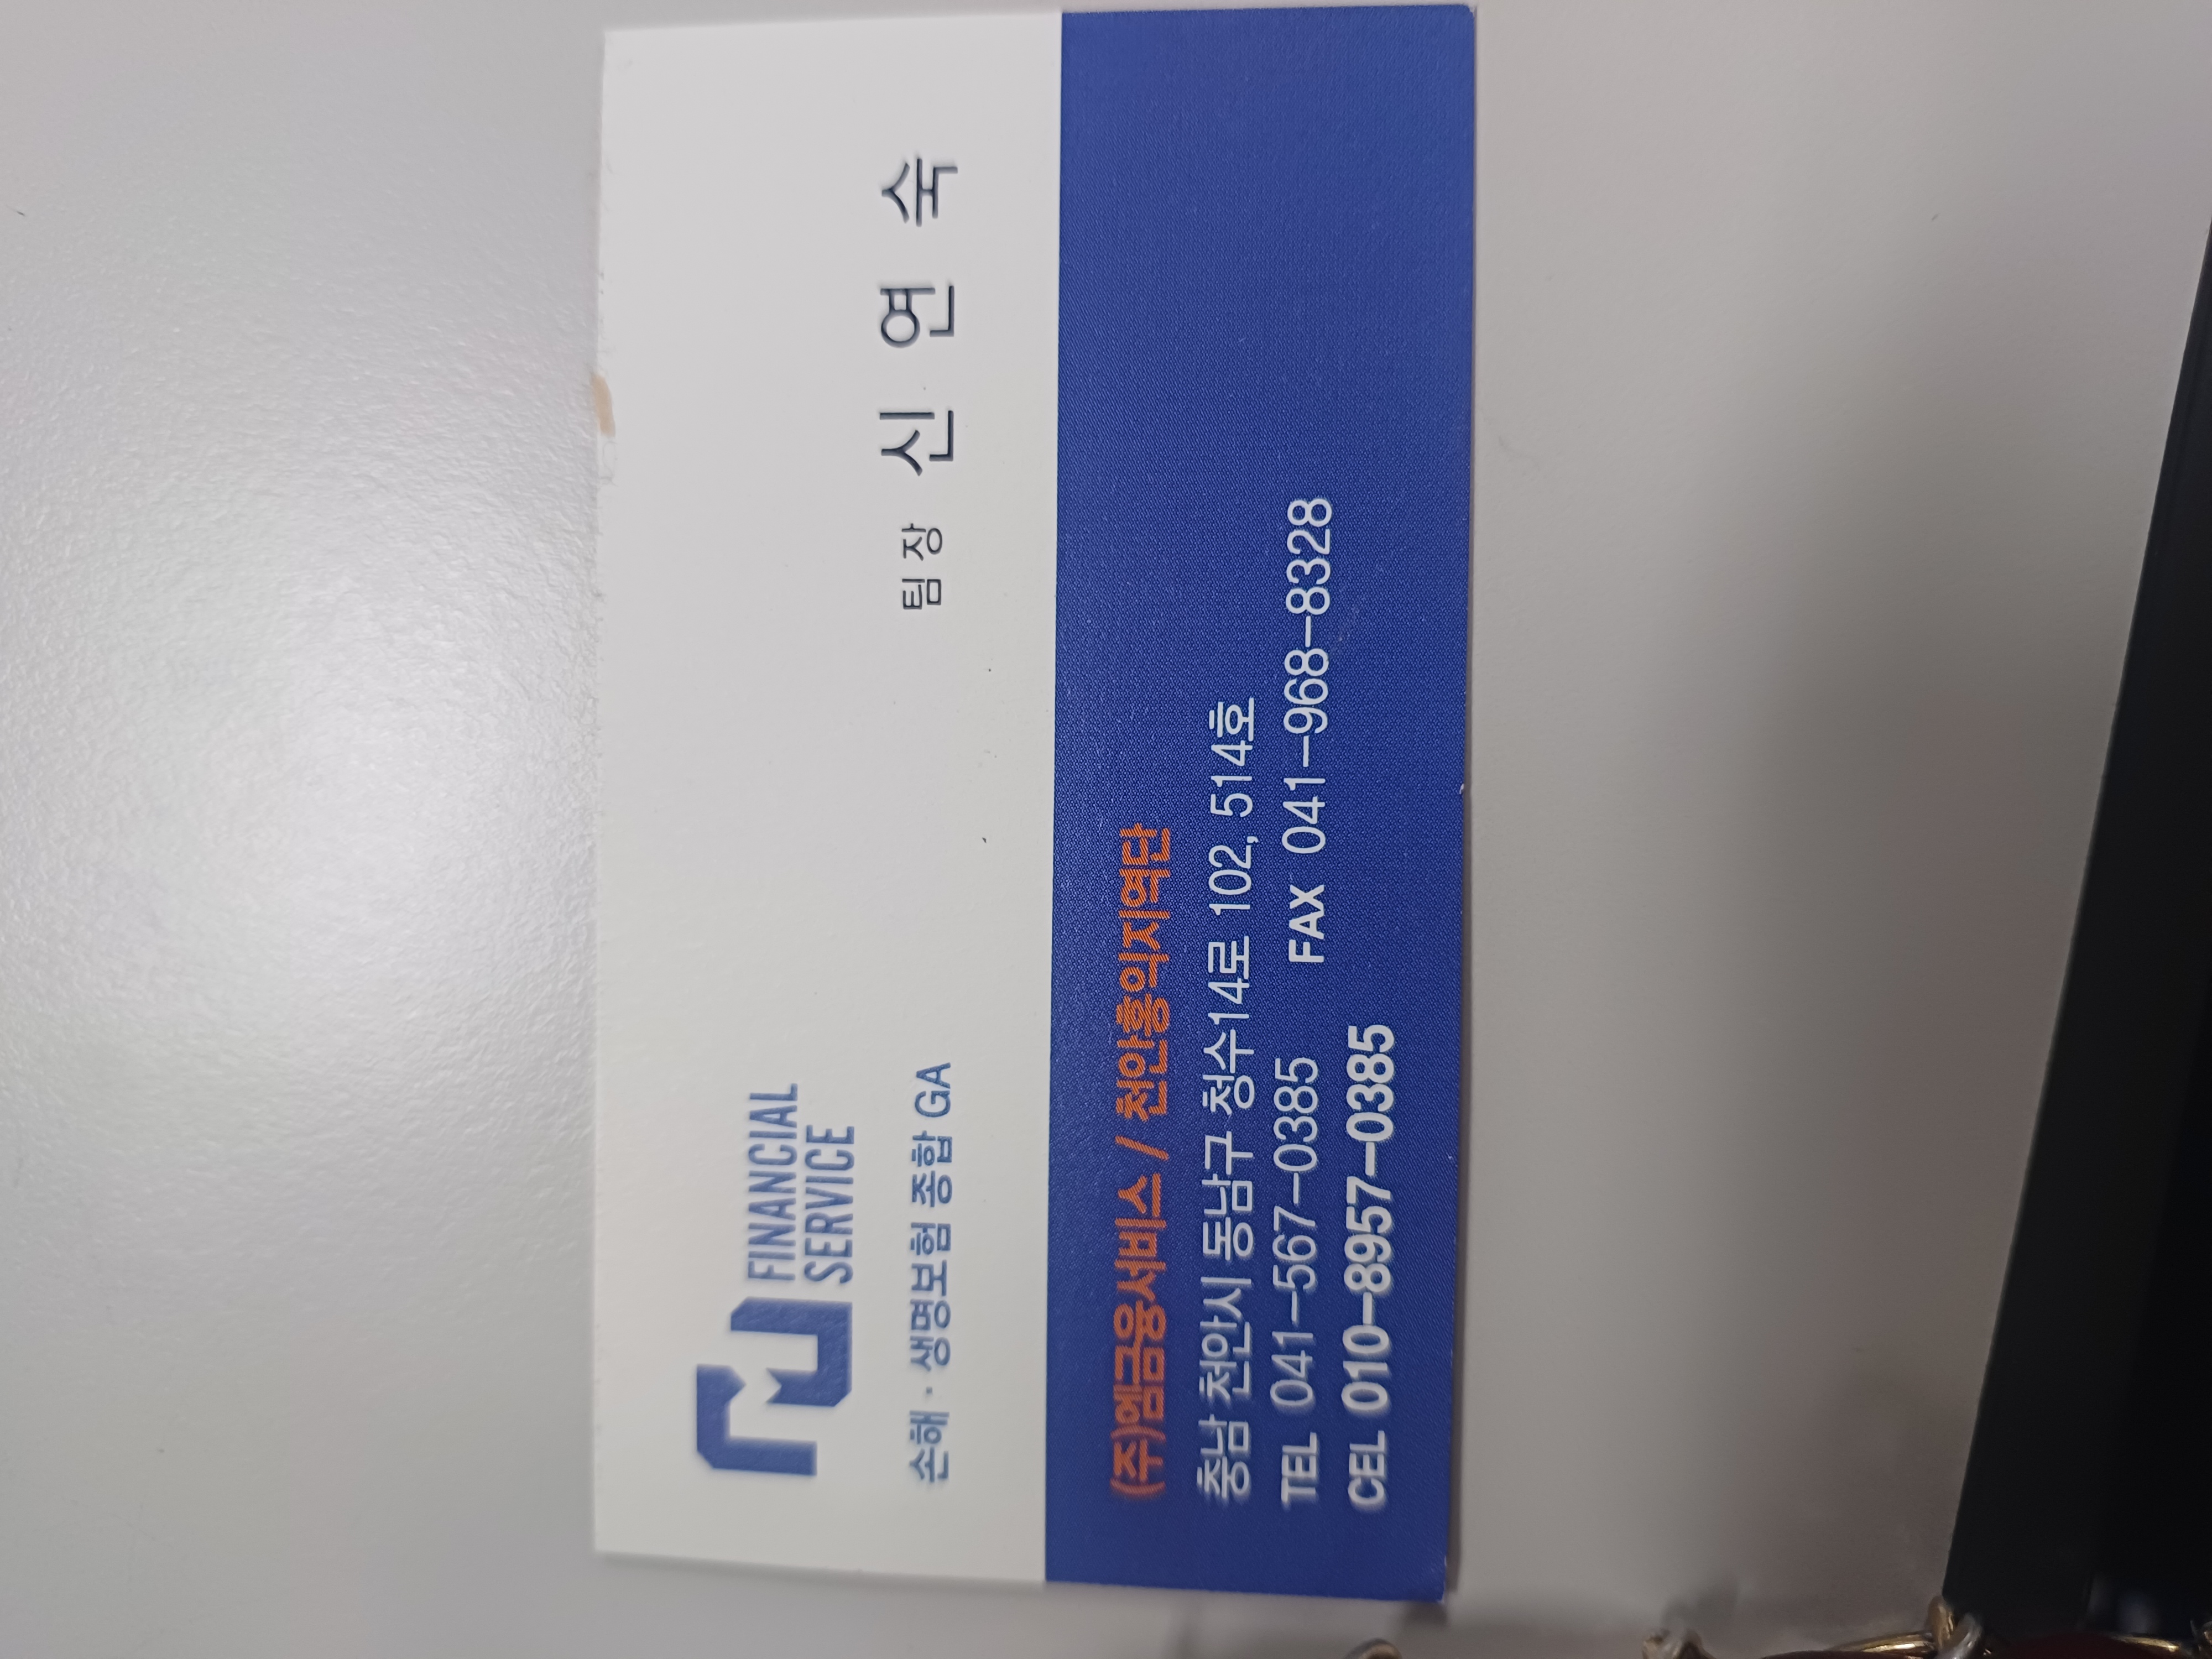 FINANCIAL
SERVICE
손해 · 생명보험 종합 GA
팀장 신 연 숙
(주)엠금융서비스 / 천안흥익지역단
충남 천안시 동남구 청수14로 102, 514호
TEL 041-567-0385 FAX 041-968-8328
CEL 010-8957-0385